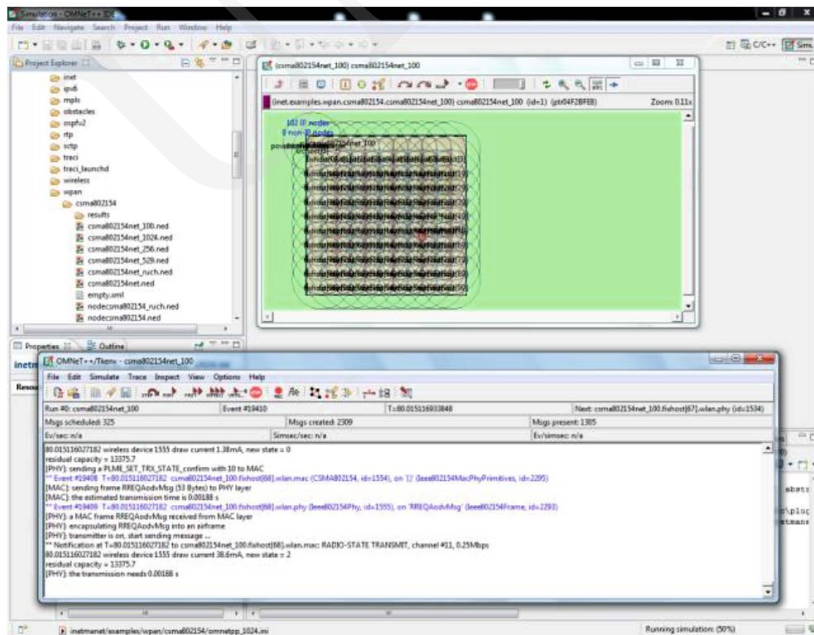 Simulation - OMNeT++ IDE
File Edit Navigate Search Project Run Window Help
C/C++ Simu
Project Explorer
inet
ipv6
mpls
obstacles
ospfv2
rtp
sctp
traci
traci_launchd
wireless
wpan
csma802154
results
csma802154net_100.ned
csma802154net_1024.ned
csma802154net_256.ned
csma802154net_529.ned
csma802154net_ruch.ned
csma802154net.ned
empty.xml
nodecsma802154_ruch.ned
nodecsma802154.ned
(csma802154net_100) csma802154net_100
(inet.examples.wpan.csma802154.csma802154net_100) csma802154net_100 (id=1) (ptr04F2BFE8) Zoom: 0.11x
102 IP nodes
0 non-IP nodes
Properties Outline
OMNeT++/Tkenv - csma802154net_100
File Edit Simulate Trace Inspect View Options Help
Run #0: csma802154net_100 Event #19410 T=80.015116933848 Next: csma802154net_100.fixhost[67].wlan.phy (id=1534)
Msgs scheduled: 325 Msgs created: 2309 Msgs present: 1305
Ev/sec: n/a Simsec/sec: n/a Ev/simsec: n/a
80.015116027182 wireless device 1555 draw current 1.38mA, new state = 0
residual capacity = 13375.7
[PHY]: sending a PLME_SET_TRX_STATE_confirm with 10 to MAC
** Event #19408 T=80.015116027182 csma802154net_100.fixhost[68].wlan.mac (CSMA802154, id=1554), on '{}' (Ieee802154MacPhyPrimitives, id=2295)
[MAC]: sending frame RREQAodvMsg (53 Bytes) to PHY layer
[MAC]: the estimated transmission time is 0.00188 s
** Event #19409 T=80.015116027182 csma802154net_100.fixhost[68].wlan.phy (Ieee802154Phy, id=1555), on 'RREQAodvMsg' (Ieee802154Frame, id=2293)
[PHY]: a MAC frame RREQAodvMsg received from MAC layer
[PHY]: encapsulating RREQAodvMsg into an airframe
[PHY]: transmitter is on, start sending message ...
** Notification at T=80.015116027182 to csma802154net_100.fixhost[68].wlan.mac: RADIO-STATE TRANSMIT, channel #11, 0.25Mbps
80.015116027182 wireless device 1555 draw current 38.6mA, new state = 2
residual capacity = 13375.7
[PHY]: the transmission needs 0.00188 s
inetmanet/examples/wpan/csma802154/omnetpp_1024.ini Running simulation: (50%)